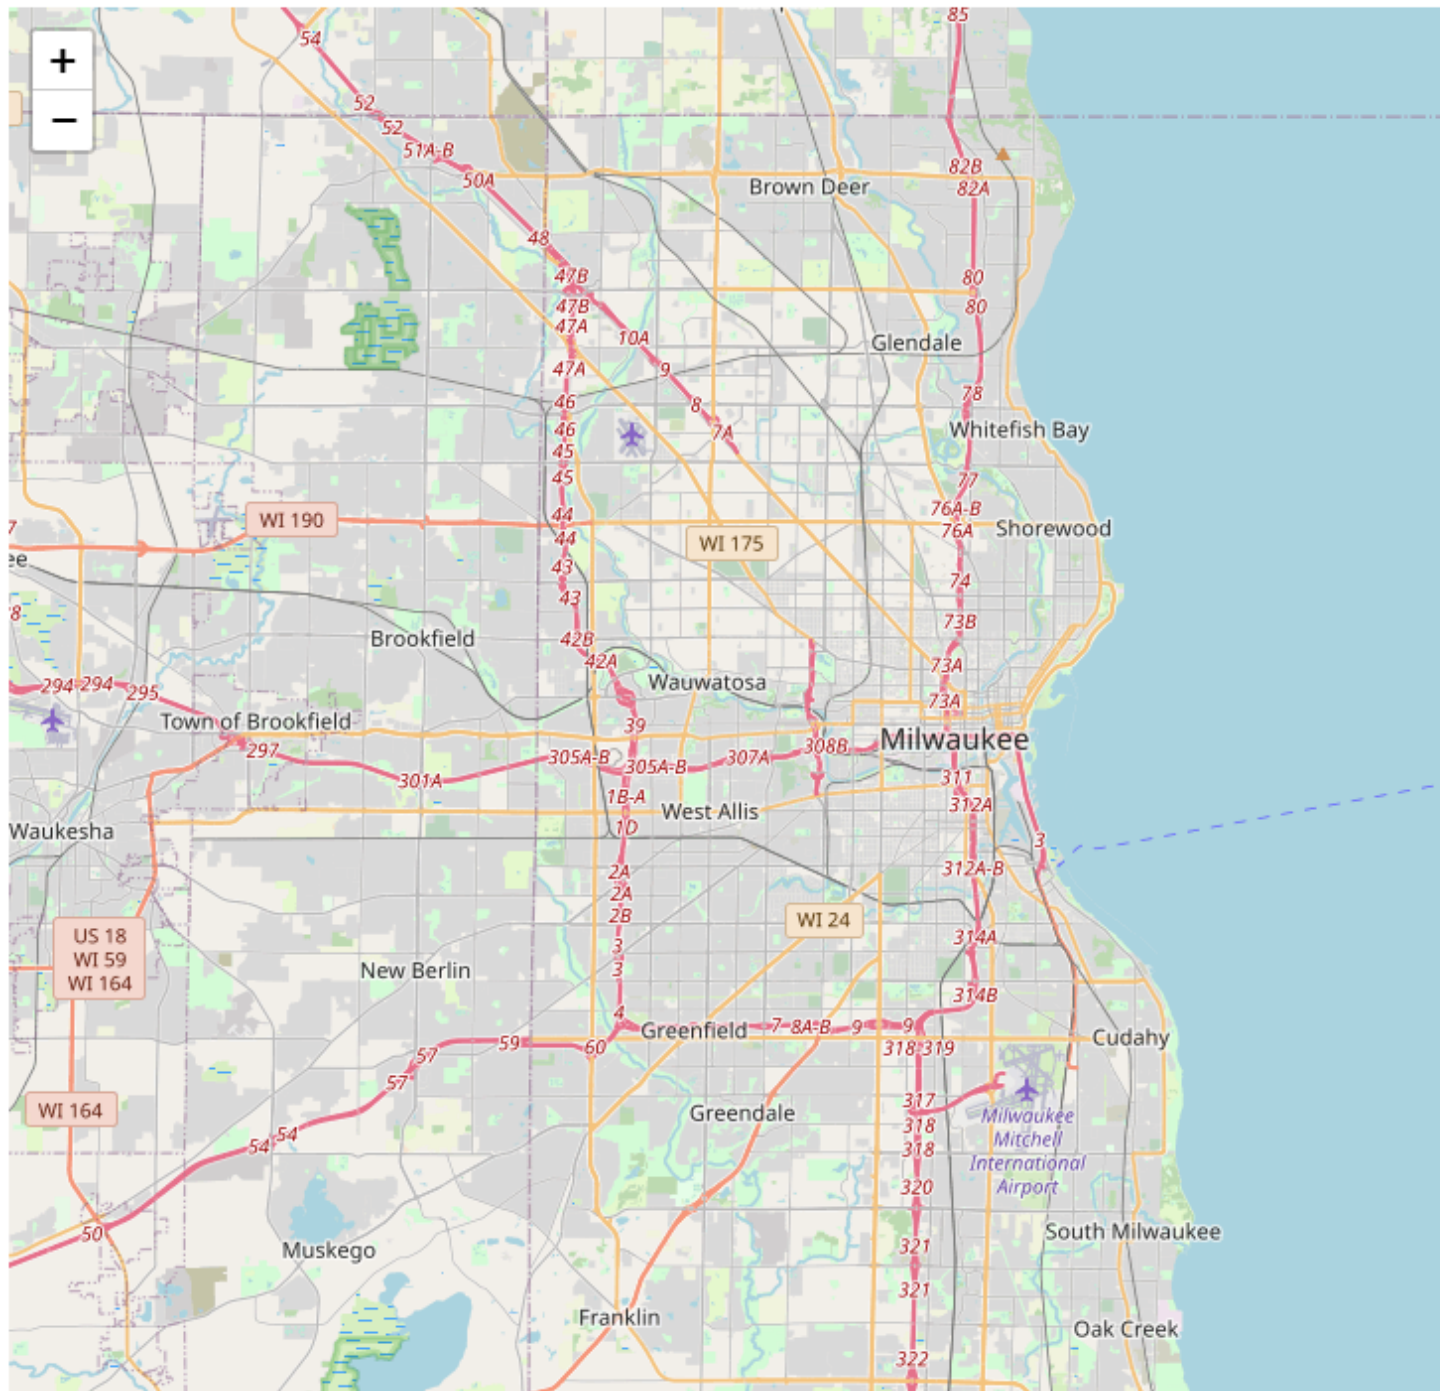 85
54
+
−
52
52
51A-B
50A
82B
82A
Brown Deer
48
47B
80
47B
80
47A
10A
Glendale
47A
9
78
46
8
46
7A
Whitefish Bay
45
45
77
76A-B
44
WI 190
Shorewood
76A
44
WI 175
7
ee
43
74
43
8
73B
42B
Brookfield
42A
73A
Wauwatosa
294 294 295
73A
Town of Brookfield
39
297
308B
Milwaukee
305A-B
307A
305A-B
301A
311
1B-A
312A
West Allis
1D
Waukesha
3
2A
312A-B
2A
2B
WI 24
US 18
WI 59
WI 164
3
314A
3
New Berlin
314B
4
Greenfield
7
8A-B
9
9
Cudahy
59
60
318-319
57
57
317
WI 164
Greendale
Milwaukee
Mitchell
International
Airport
318
54 54
318
320
50
South Milwaukee
Muskego
321
321
Franklin
Oak Creek
322